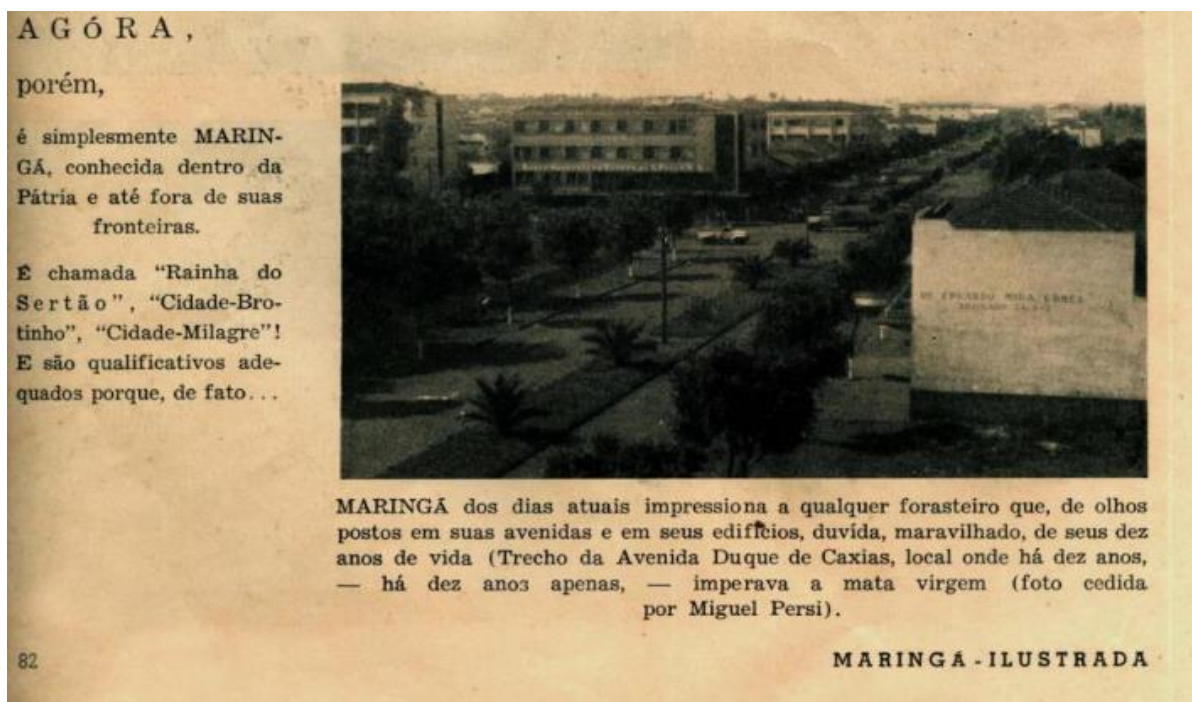 AGÓRA,
porém,
é simplesmente MARIN-
GÁ, conhecida dentro da
Pátria e até fora de suas
fronteiras.
É chamada "Rainha do
Sertão", "Cidade-Bro-
tinho", "Cidade-Milagre"!
E são qualificativos ade-
quados porque, de fato...
MARINGÁ dos dias atuais impressiona a qualquer forasteiro que, de olhos
postos em suas avenidas e em seus edifícios, duvída, maravilhado, de seus dez
anos de vida (Trecho da Avenida Duque de Caxias, local onde há dez anos,
— há dez anos apenas, — imperava a mata virgem (foto cedida
por Miguel Persi).
82
MARINGÁ-ILUSTRADA